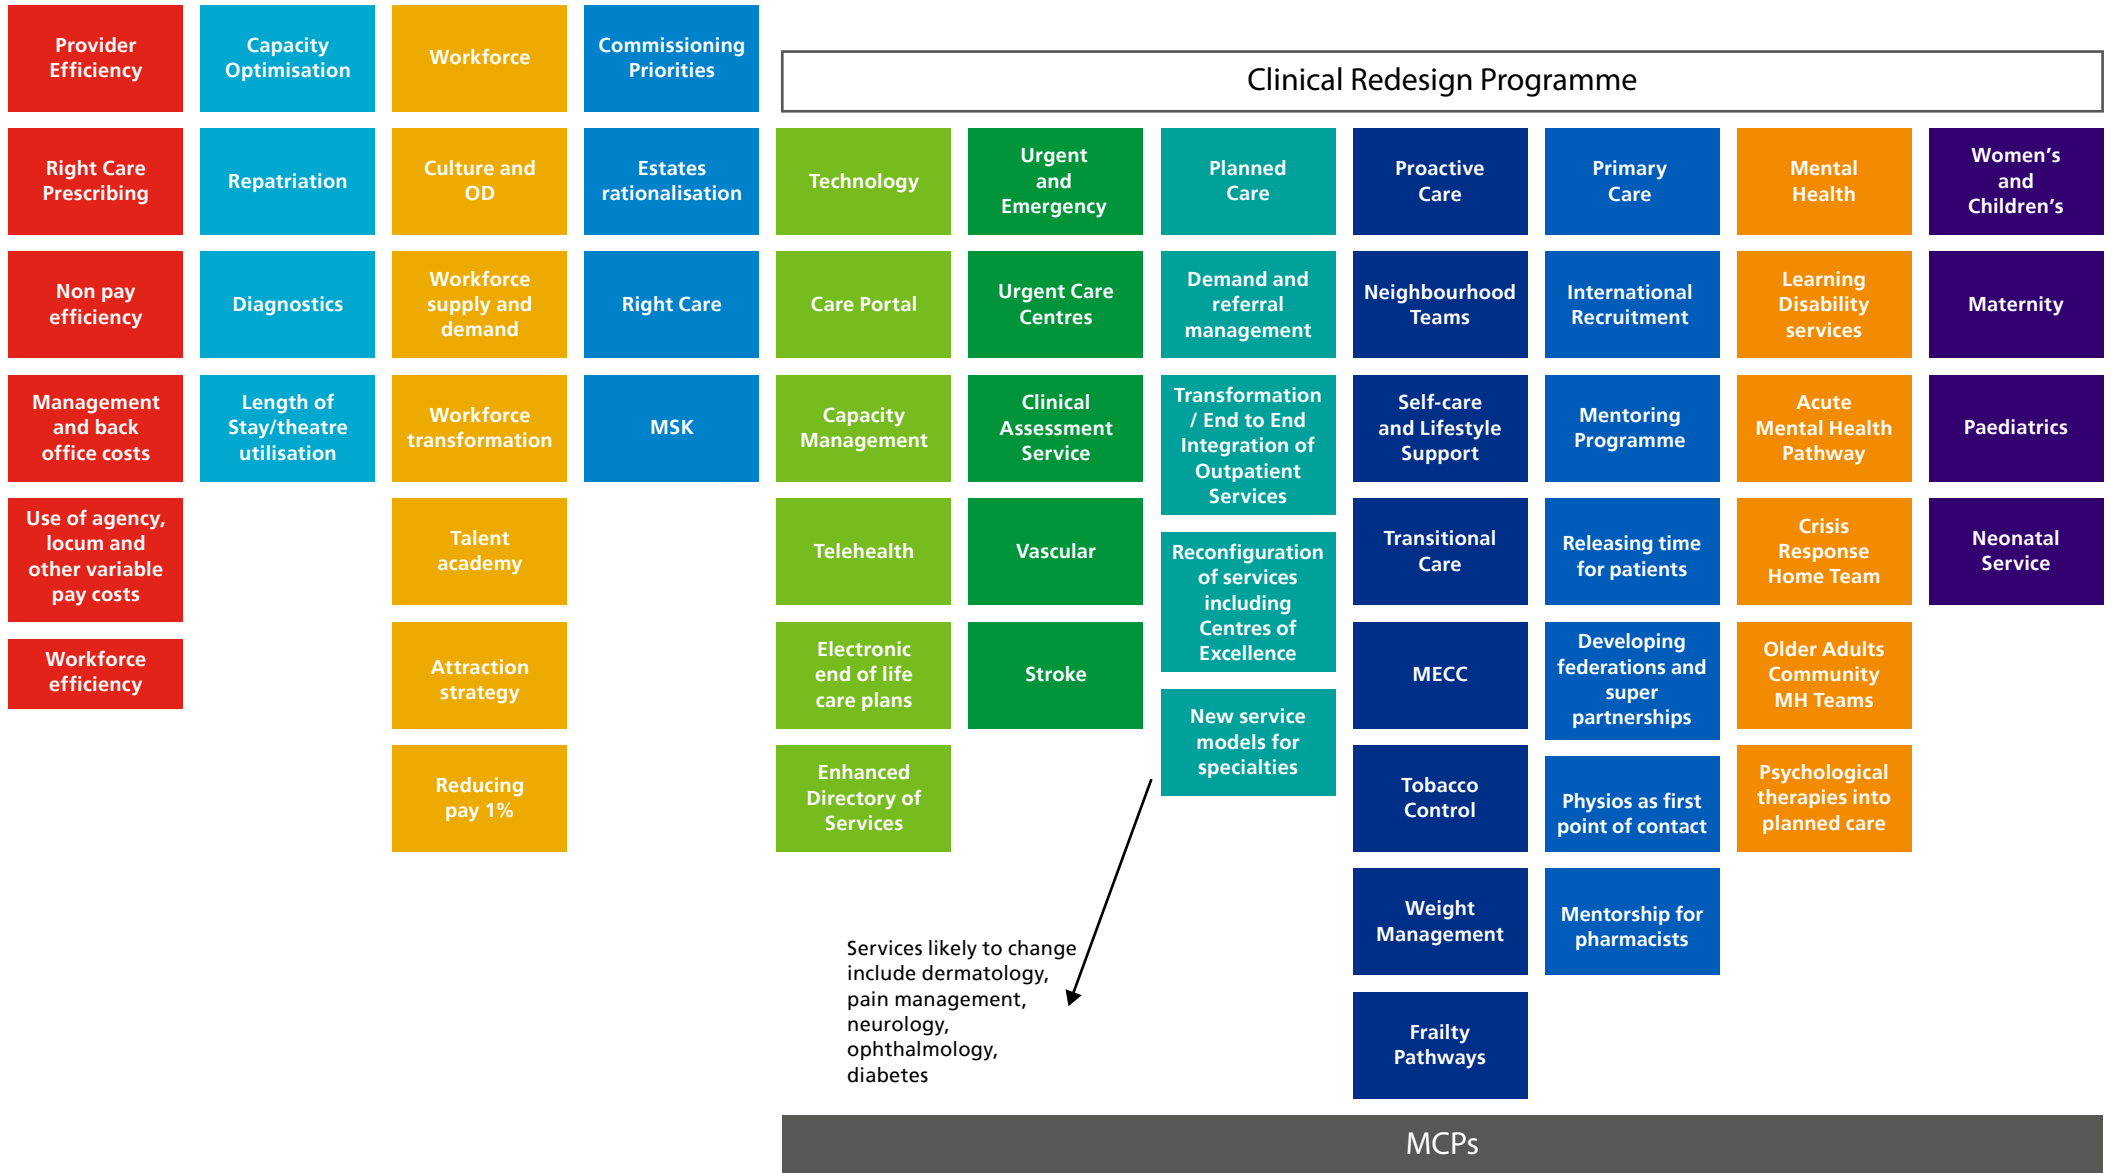 Provider
Efficiency
Capacity
Optimisation
Workforce
Commissioning
Priorities
Clinical Redesign Programme
Right Care
Prescribing
Non pay
efficiency
Management
and back
office costs
Use of agency,
locum and
other variable
pay costs
Workforce
efficiency
Repatriation
Diagnostics
Length of
Stay/theatre
utilisation
Culture and
OD
Workforce
supply and
demand
Workforce
transformation
Talent
academy
Attraction
strategy
Reducing
pay 1%
Estates
rationalisation
Right Care
MSK
Technology
Care Portal
Capacity
Management
Telehealth
Electronic
end of life
care plans
Enhanced
Directory of
Services
Urgent
and
Emergency
Urgent Care
Centres
Clinical
Assessment
Service
Vascular
Stroke
Planned
Care
Demand and
referral
management
Transformation
/ End to End
Integration of
Outpatient
Services
Reconfiguration
of services
including
Centres of
Excellence
New service
models for
specialties
Services likely to change
include dermatology,
pain management,
neurology,
ophthalmology,
diabetes
Proactive
Care
Neighbourhood
Teams
Self-care
and Lifestyle
Support
Transitional
Care
MECC
Tobacco
Control
Weight
Management
Frailty
Pathways
Primary
Care
International
Recruitment
Mentoring
Programme
Releasing time
for patients
Developing
federations and
super
partnerships
Physios as first
point of contact
Mentorship for
pharmacists
Mental
Health
Learning
Disability
services
Acute
Mental Health
Pathway
Crisis
Response
Home Team
Older Adults
Community
MH Teams
Psychological
therapies into
planned care
Women's
and
Children's
Maternity
Paediatrics
Neonatal
Service
MCPs